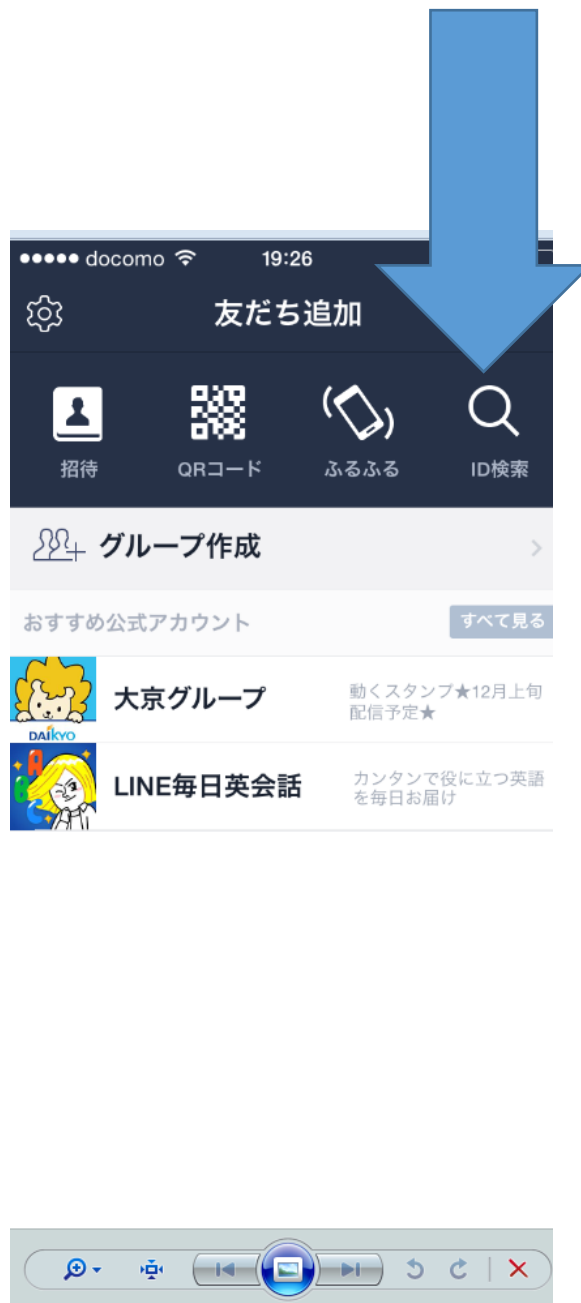 docomo 19:26
友だち追加
招待 QRコード ふるふる ID検索
グループ作成
おすすめ公式アカウント すべて見る
大京グループ
動くスタンプ★12月上旬
配信予定★
DAIKYO
LINE毎日英会話
カンタンで役に立つ英語
を毎日お届け
A
B
C